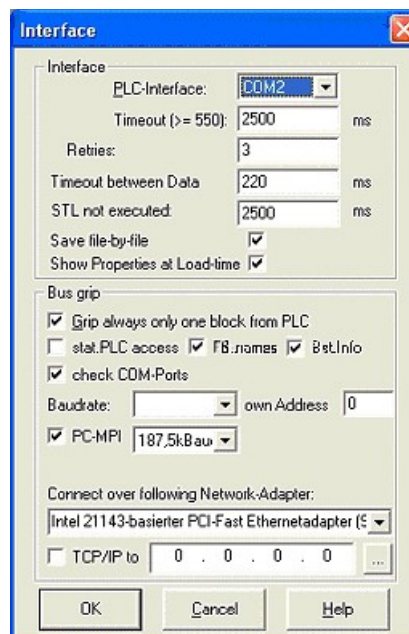 Interface
Interface
PLC-Interface: COM2
Timeout (>= 550): 2500 ms
Retries: 3
Timeout between Data 220 ms
STL not executed: 2500 ms
Save file-by-file
Show Properties at Load-time
Bus grip
Grip always only one block from PLC
stat.PLC access FB.names Bst.Info
check COM-Ports
Baudrate: own Address 0
PC-MPI 187,5kBau
Connect over following Network-Adapter:
Intel 21143-basierter PCI-Fast Ethernetadapter (S
TCP/IP to 0 . 0 . 0 . 0 ...
OK Cancel Help